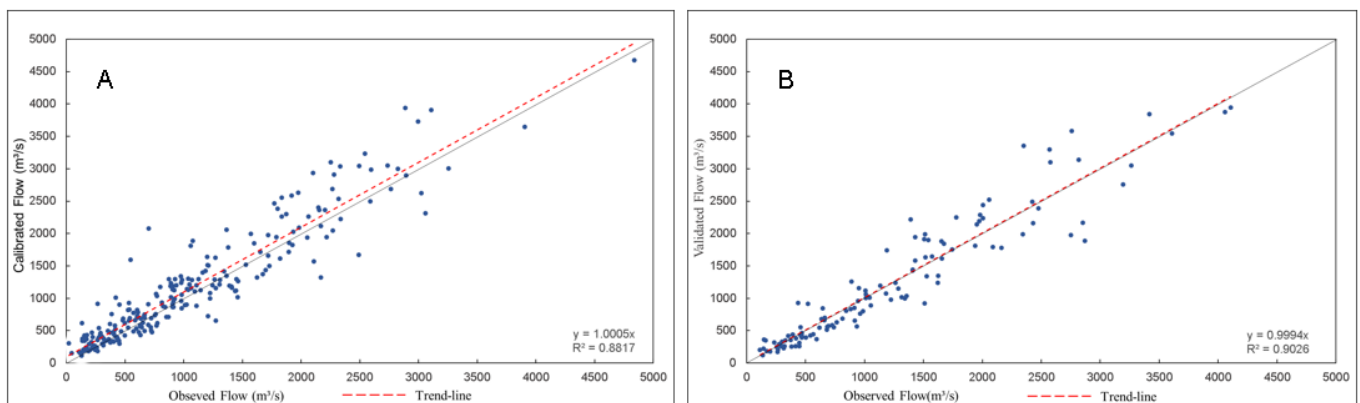 A
5000
4500
4000
3500
3000
2500
2000
1500
1000
500
0
Calibrated Flow (m³/s)
y = 1.0005x
R² = 0.8817
0 500 1000 1500 2000 2500 3000 3500 4000 4500 5000
Obseved Flow (m³/s) Trend-line
B
5000
4500
4000
3500
3000
2500
2000
1500
1000
500
0
Validated Flow (m³/s)
y = 0.9994x
R² = 0.9026
0 500 1000 1500 2000 2500 3000 3500 4000 4500 5000
Observed Flow(m³/s) Trend-line